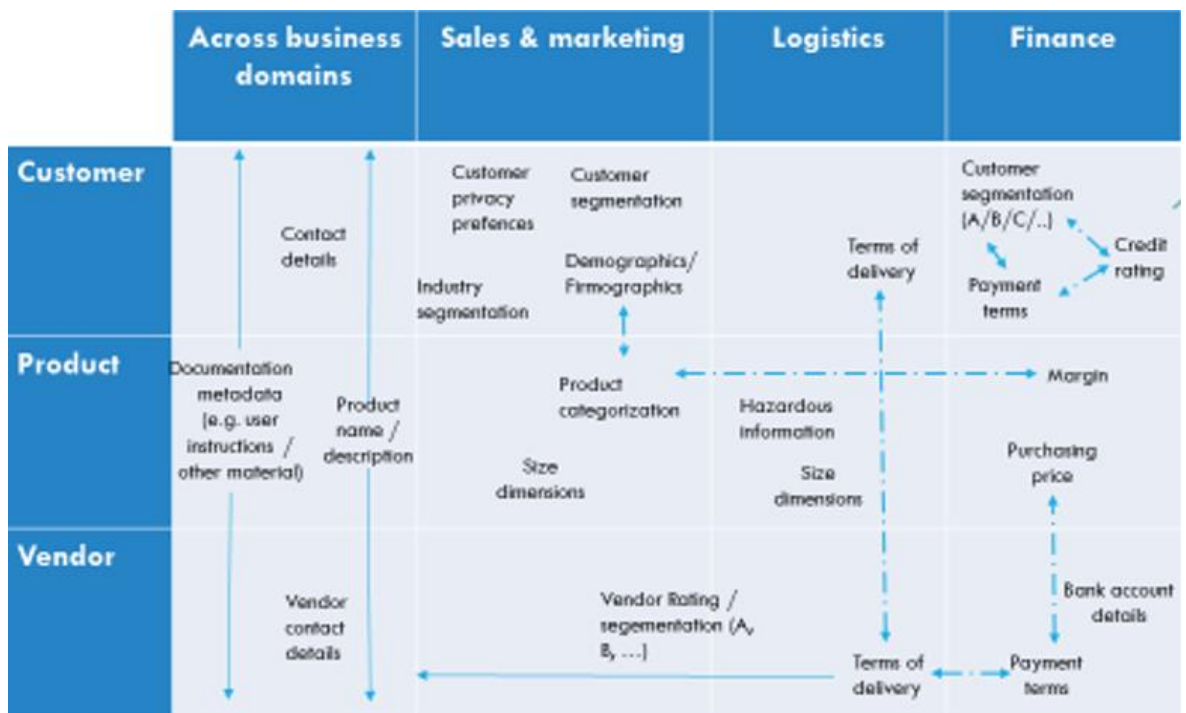 Across business
domains
Sales & marketing
Logistics
Finance
Customer
Contact
details
Customer
privacy
prefences
Customer
segmentation
Industry
segmentation
Demographics/
Firmographics
Terms of
delivery
Customer
segmentation
(A/B/C/..)
Credit
rating
Payment
terms
Product
Documentation
metadata
(e.g. user
instructions /
other material)
Product
name /
description
Product
categorization
Size
dimensions
Hazardous
information
Size
dimensions
Margin
Purchasing
price
Vendor
Vendor
contact
details
Vendor Rating /
segementation (A,
B, ...)
Terms of
delivery
Bank account
details
Payment
terms